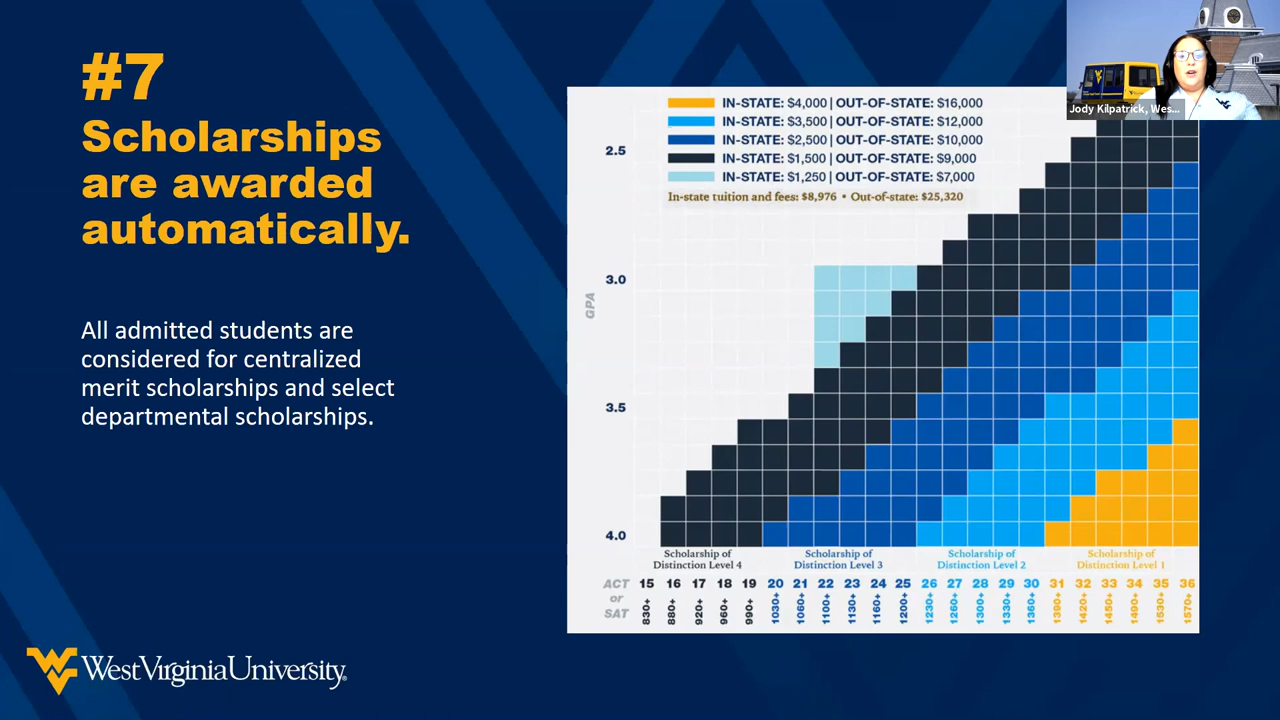 #7
Scholarships
are awarded
automatically.
All admitted students are
considered for centralized
merit scholarships and select
departmental scholarships.
West Virginia University.
IN-STATE: $4,000 | OUT-OF-STATE: $16,000
IN-STATE: $3,500 | OUT-OF-STATE: $12,000
IN-STATE: $2,500 | OUT-OF-STATE: $10,000
IN-STATE: $1,500 | OUT-OF-STATE: $9,000
IN-STATE: $1,250 | OUT-OF-STATE: $7,000
In-state tuition and fees: $8,976 • Out-of-state: $25,320
GPA
2.5
3.0
3.5
4.0
Scholarship of
Distinction Level 4
Scholarship of
Distinction Level 3
Scholarship of
Distinction Level 2
Scholarship of
Distinction Level 1
ACT 15 16 17 18 19 20 21 22 23 24 25 26 27 28 29 30 31 32 33 34 35 36
or
SAT 830+ 880+ 920+ 960+ 990+ 1030+ 1060+ 1100+ 1130+ 1160+ 1200+ 1230+ 1260+ 1300+ 1330+ 1360+ 1390+ 1420+ 1450+ 1490+ 1530+ 1570+
Jody Kilpatrick, Wes...